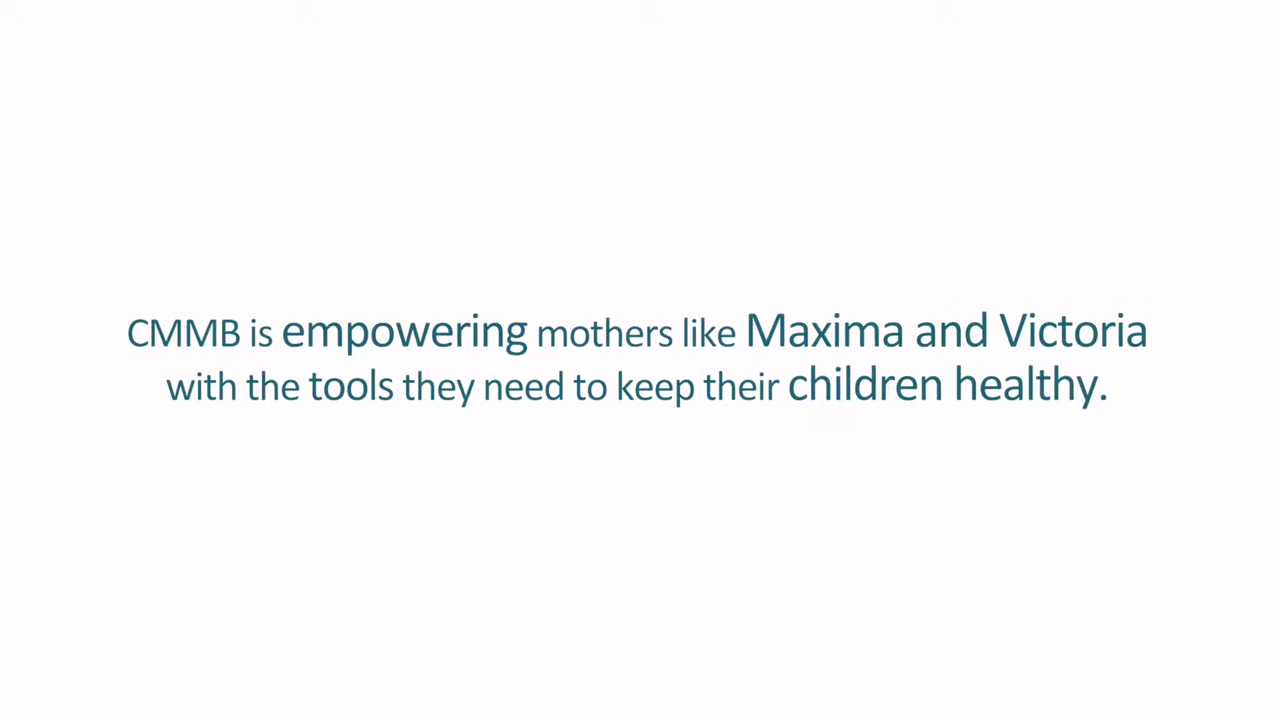 CMMB is empowering mothers like Maxima and Victoria
with the tools they need to keep their children healthy.